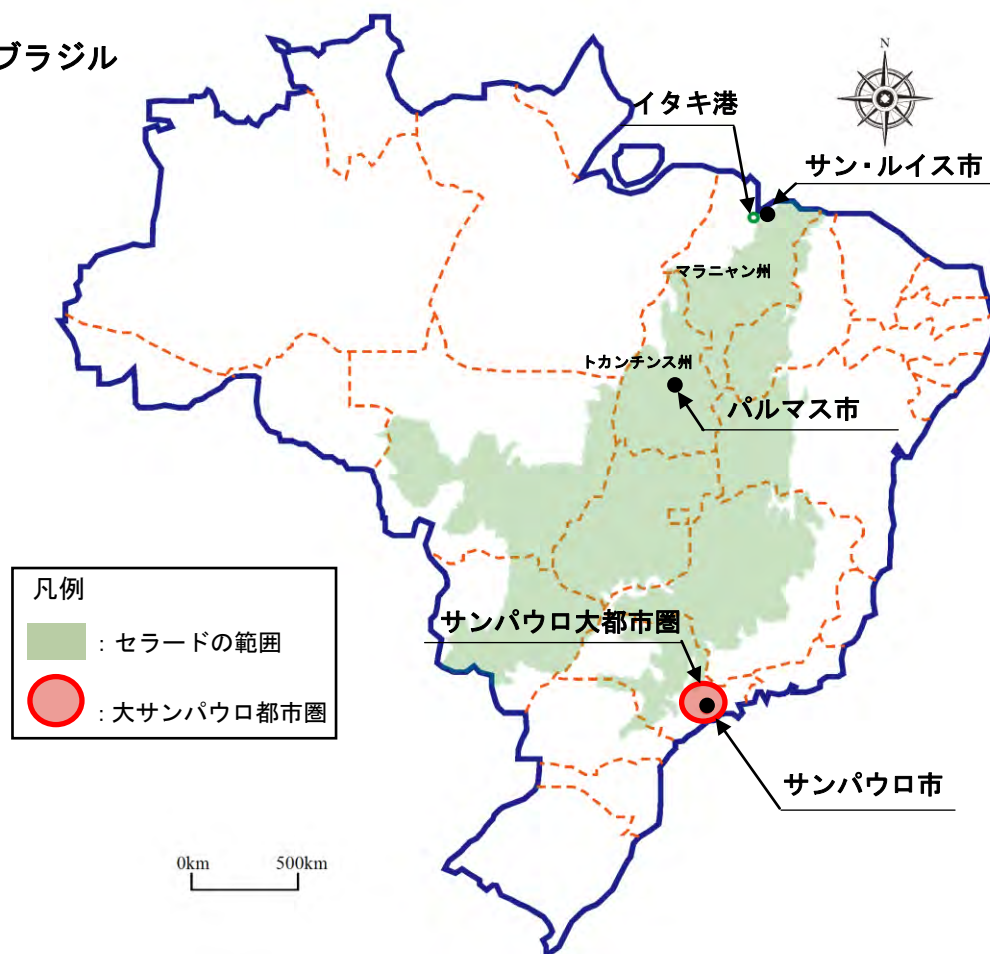 ブラジル
N
イタキ港
サン・ルイス市
マラニャン州
トカンテンス州
パルマス市
凡例
：セラードの範囲
：大サンパウロ都市圏
サンパウロ大都市圏
サンパウロ市
0km 500km